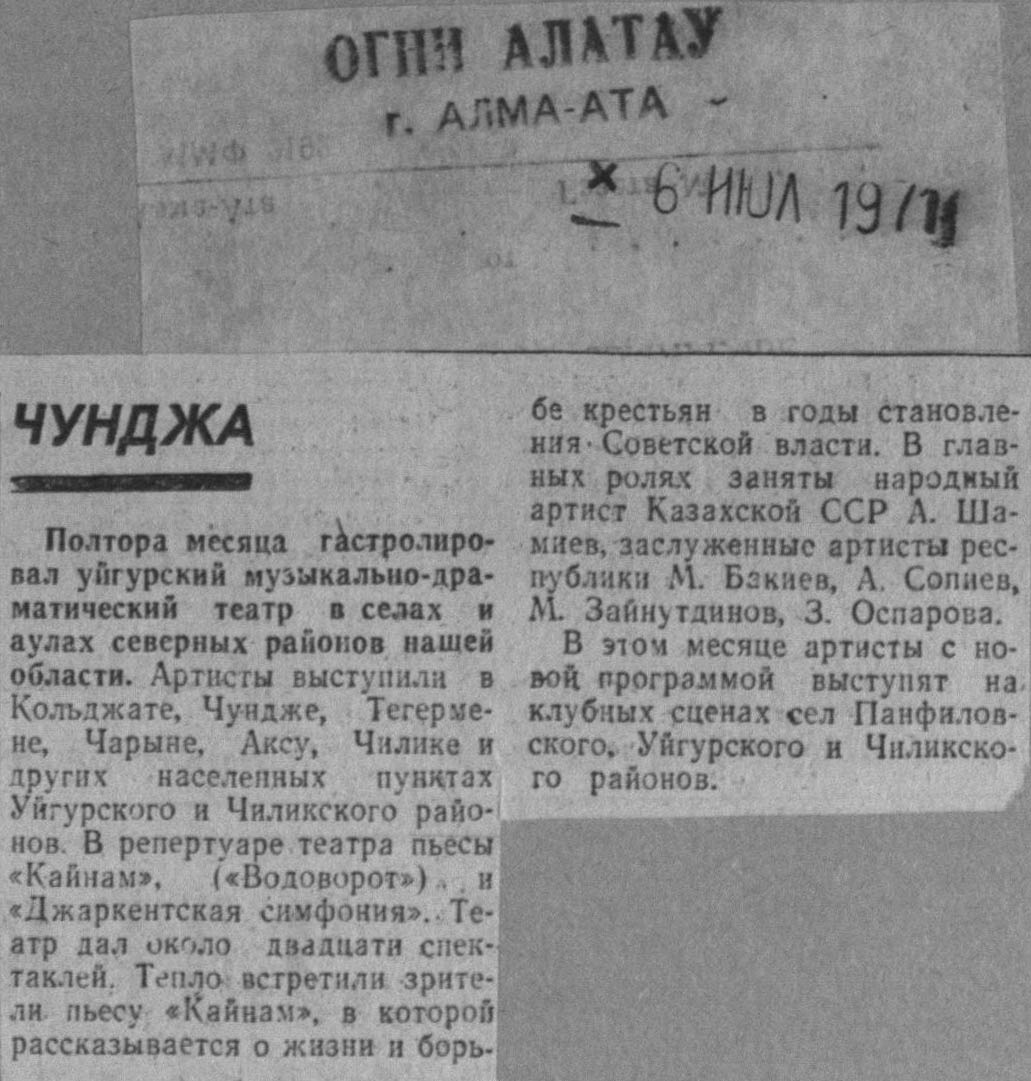 ОГНИ АЛАТАУ
г. АЛМА-АТА
6 ИЮЛ 197
ЧУНДЖА
Полтора месяца гастролиро-
вал уйгурский музыкально-дра-
матический театр в селах и
аулах северных районов нашей
области. Артисты выступили в
Кольджате, Чундже, Тегерме-
не, Чарыне, Аксу, Чилике и
других населенных пунктах
Уйгурского и Чиликского райо-
нов. В репертуаре театра пьесы
«Кайнам», («Водоворот») и
«Джаркентская симфония». Те-
атр дал около двадцати спек-
таклей. Тепло встретили зрите-
ли пьесу «Кайнам», в которой
рассказывается о жизни и борь-
бе крестьян в годы становле-
ния Советской власти. В глав-
ных ролях заняты народный
артист Казахской ССР А. Ша-
миев, заслуженные артисты рес-
публики М. Бакиев, А. Сопиев,
М. Зайнутдинов, З. Оспарова.
В этом месяце артисты с но-
вой программой выступят на
клубных сценах сел Панфилов-
ского, Уйгурского и Чиликско-
го районов.